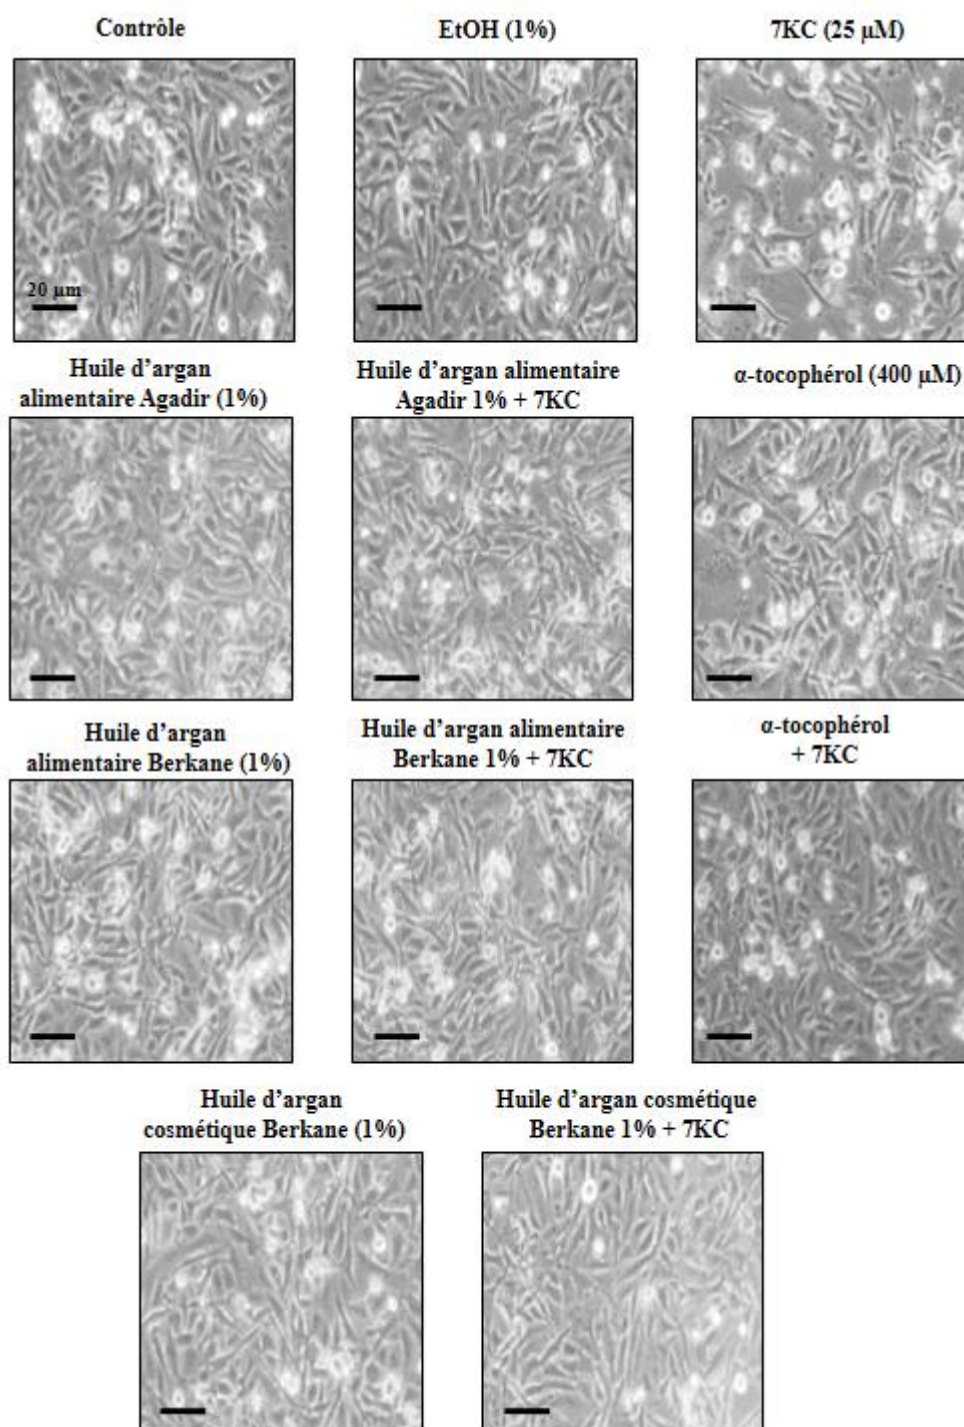 Contrôle
EtOH (1%)
7KC (25 µM)
20 µm
Huile d'argan
alimentaire Agadir (1%)
Huile d'argan alimentaire
Agadir 1% + 7KC
α-tocophérol (400 µM)
Huile d'argan
alimentaire Berkane (1%)
Huile d'argan alimentaire
Berkane 1% + 7KC
α-tocophérol
+ 7KC
Huile d'argan
cosmétique Berkane (1%)
Huile d'argan cosmétique
Berkane 1% + 7KC